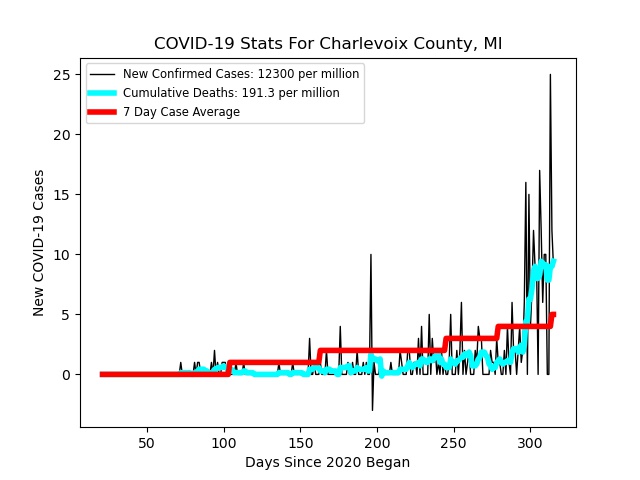 COVID-19 Stats For Charlevoix County, MI
New Confirmed Cases: 12300 per million
Cumulative Deaths: 191.3 per million
7 Day Case Average
New COVID-19 Cases
25
20
15
10
5
0
50 100 150 200 250 300
Days Since 2020 Began